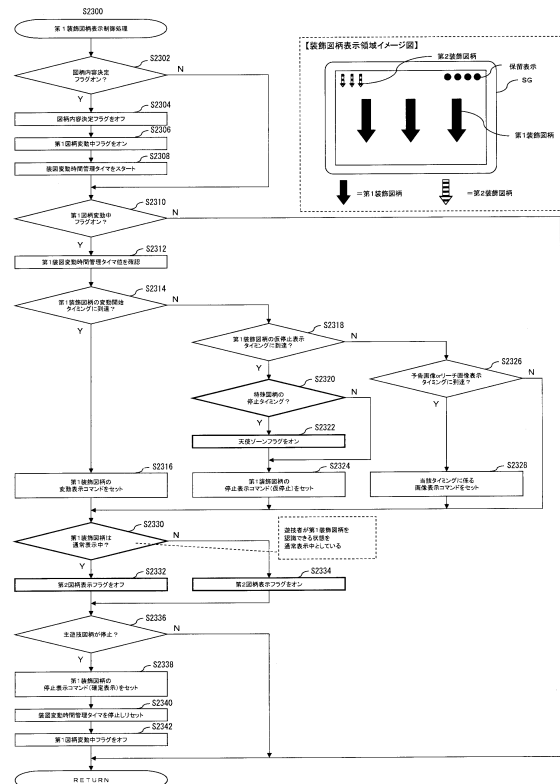 S2300
第1装飾図柄表示制御処理
S2302
図柄内容決定
フラグオン？
N
Y
S2304
図柄内容決定フラグをオフ
S2306
第1図柄変動中フラグをオン
S2308
装図変動時間管理タイマをスタート
S2310
第1図柄変動中
フラグオン？
N
Y
S2312
第1装図変動時間管理タイマ値を確認
S2314
第1装飾図柄の変動開始
タイミングに到達？
N
Y
S2316
第1装飾図柄の
変動表示コマンドをセット
S2318
第1装飾図柄の仮停止表示
タイミングに到達？
N
Y
S2320
特殊図柄の
停止タイミング？
N
Y
S2322
天使ゾーンフラグをオン
S2324
第1装飾図柄の
停止表示コマンド(仮停止)をセット
S2326
予告画像orリーチ画像表示
タイミングに到達？
N
Y
S2328
当該タイミングに係る
画像表示コマンドをセット
S2330
第1装飾図柄は
通常表示中？
N
Y
遊技者が第1装飾図柄を
認識できる状態を
通常表示中としている
S2332
第2図柄表示フラグをオフ
S2334
第2図柄表示フラグをオン
S2336
主遊技図柄が停止？
N
Y
S2338
第1装飾図柄の
停止表示コマンド(確定表示)をセット
S2340
装図変動時間管理タイマを停止しリセット
S2342
第1図柄変動中フラグをオフ
RETURN
【装飾図柄表示領域イメージ図】
第2装飾図柄
保留表示
SG
第1装飾図柄
＝第1装飾図柄
＝第2装飾図柄